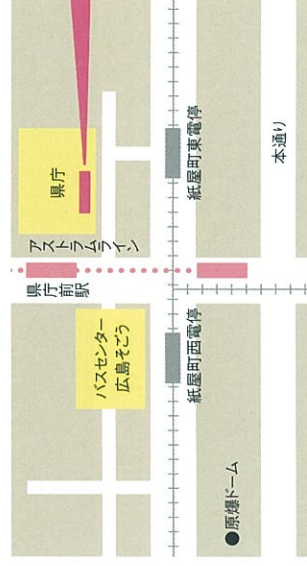 県庁
アストラムライン
県庁前駅
バスセンター
広島そごう
紙屋町東電停
紙屋町西電停
本通り
●原爆ドーム